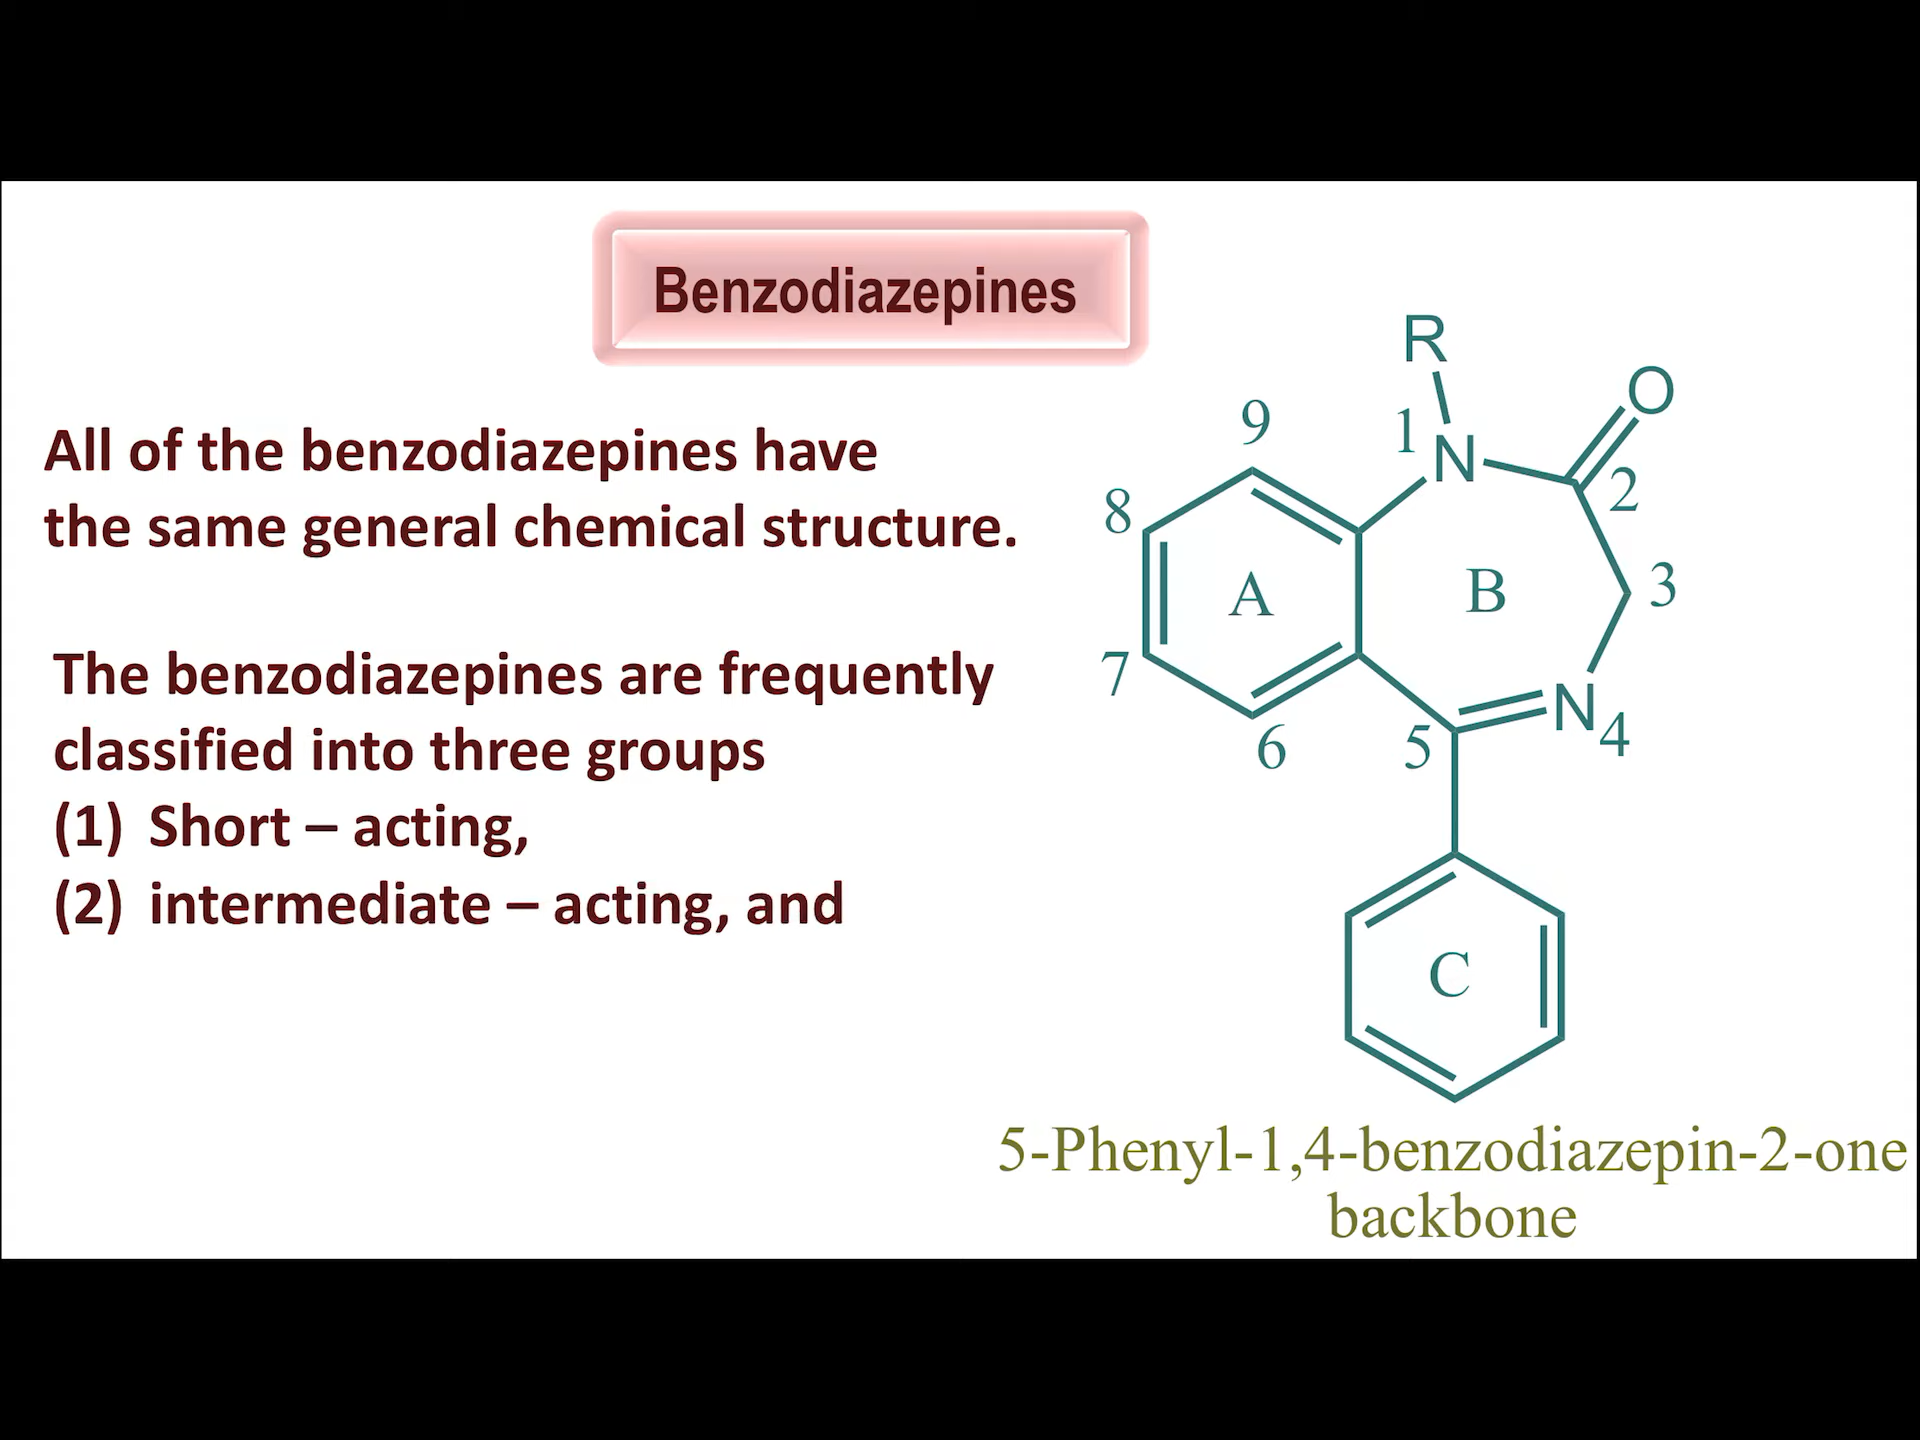 Benzodiazepines
All of the benzodiazepines have
the same general chemical structure.
The benzodiazepines are frequently
classified into three groups
(1) Short – acting,
(2) intermediate – acting, and
R
O
9
1
N
2
8
A
B
3
7
N
4
6
5
C
5-Phenyl-1,4-benzodiazepin-2-one
backbone